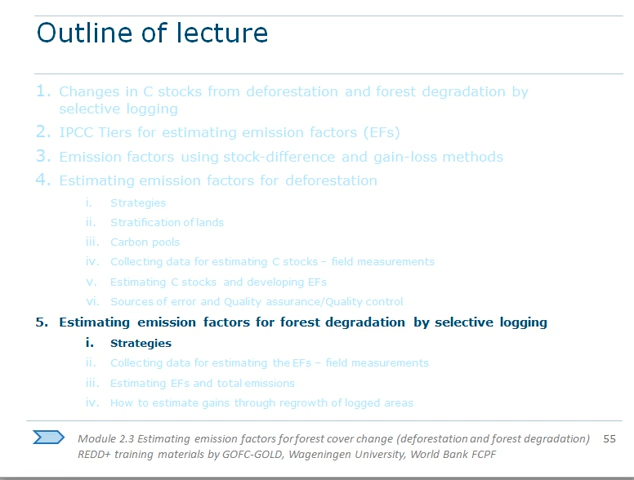 Outline of lecture
1. Changes in C stocks from deforestation and forest degradation by
selective logging
2. IPCC Tiers for estimating emission factors (EFs)
3. Emission factors using stock-difference and gain-loss methods
4. Estimating emission factors for deforestation
i. Strategies
ii. Stratification of lands
iii. Carbon pools
iv. Collecting data for estimating C stocks – field measurements
v. Estimating C stocks and developing EFs
vi. Sources of error and Quality assurance/Quality control
5. Estimating emission factors for forest degradation by selective logging
i. Strategies
ii. Collecting data for estimating the EFs – field measurements
iii. Estimating EFs and total emissions
iv. How to estimate gains through regrowth of logged areas
Module 2.3 Estimating emission factors for forest cover change (deforestation and forest degradation) 55
REDD+ training materials by GOFC-GOLD, Wageningen University, World Bank FCPF